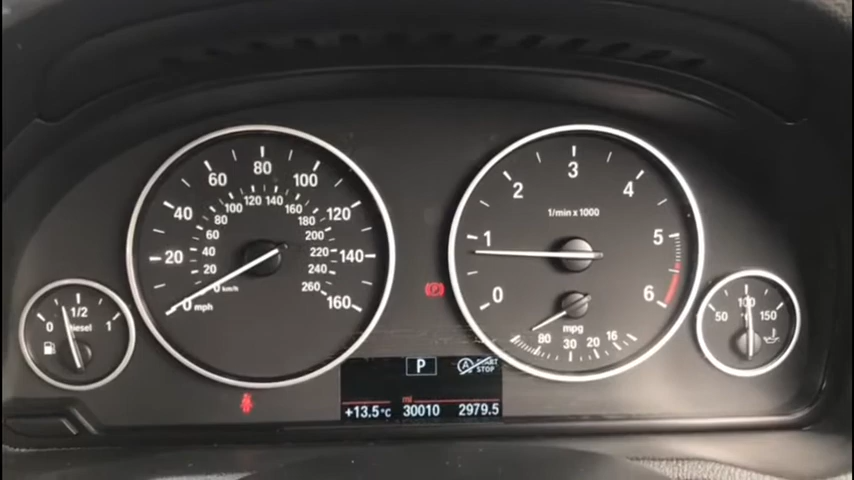 0 1/2 1
Diesel
0 20 40 60 80 100 120 140 160
mph
0 20 40 60 80 100 120 140 160 180 200 220 240 260
km/h
0 1 2 3 4 5 6
1/min x 1000
mpg
80 30 20 16
50 100 150
°C
P
P
A START
STOP
mi
+13.5°C 30010 2979.5